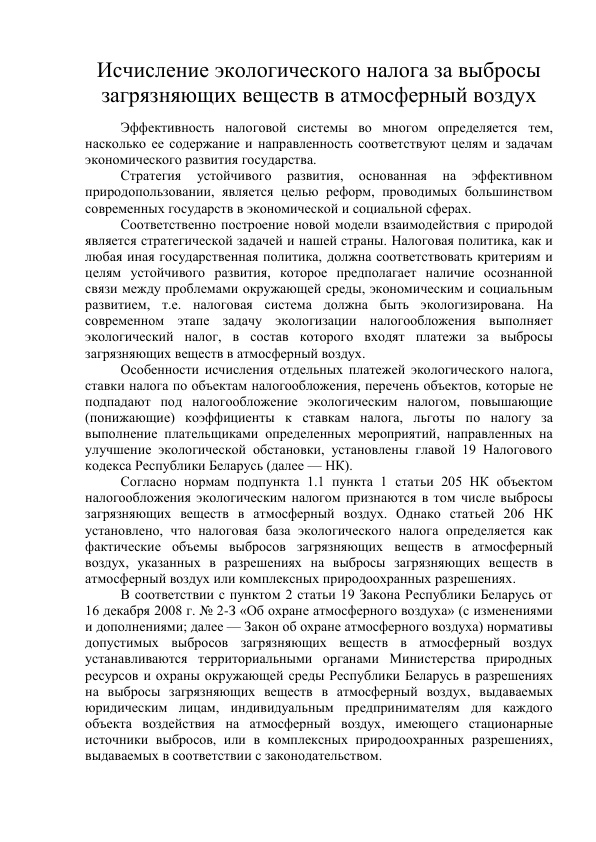 Исчисление экологического налога за выбросы
загрязняющих веществ в атмосферный воздух
Эффективность налоговой системы во многом определяется тем,
насколько ее содержание и направленность соответствуют целям и задачам
экономического развития государства.
Стратегия устойчивого развития, основанная на эффективном
природопользовании, является целью реформ, проводимых большинством
современных государств в экономической и социальной сферах.
Соответственно построение новой модели взаимодействия с природой
является стратегической задачей и нашей страны. Налоговая политика, как и
любая иная государственная политика, должна соответствовать критериям и
целям устойчивого развития, которое предполагает наличие осознанной
связи между проблемами окружающей среды, экономическим и социальным
развитием, т.е. налоговая система должна быть экологизирована. На
современном этапе задачу экологизации налогообложения выполняет
экологический налог, в состав которого входят платежи за выбросы
загрязняющих веществ в атмосферный воздух.
Особенности исчисления отдельных платежей экологического налога,
ставки налога по объектам налогообложения, перечень объектов, которые не
подпадают под налогообложение экологическим налогом, повышающие
(понижающие) коэффициенты к ставкам налога, льготы по налогу за
выполнение плательщиками определенных мероприятий, направленных на
улучшение экологической обстановки, установлены главой 19 Налогового
кодекса Республики Беларусь (далее — НК).
Согласно нормам подпункта 1.1 пункта 1 статьи 205 НК объектом
налогообложения экологическим налогом признаются в том числе выбросы
загрязняющих веществ в атмосферный воздух. Однако статьей 206 НК
установлено, что налоговая база экологического налога определяется как
фактические объемы выбросов загрязняющих веществ в атмосферный
воздух, указанных в разрешениях на выбросы загрязняющих веществ в
атмосферный воздух или комплексных природоохранных разрешениях.
В соответствии с пунктом 2 статьи 19 Закона Республики Беларусь от
16 декабря 2008 г. № 2-З «Об охране атмосферного воздуха» (с изменениями
и дополнениями; далее — Закон об охране атмосферного воздуха) нормативы
допустимых выбросов загрязняющих веществ в атмосферный воздух
устанавливаются территориальными органами Министерства природных
ресурсов и охраны окружающей среды Республики Беларусь в разрешениях
на выбросы загрязняющих веществ в атмосферный воздух, выдаваемых
юридическим лицам, индивидуальным предпринимателям для каждого
объекта воздействия на атмосферный воздух, имеющего стационарные
источники выбросов, или в комплексных природоохранных разрешениях,
выдаваемых в соответствии с законодательством.